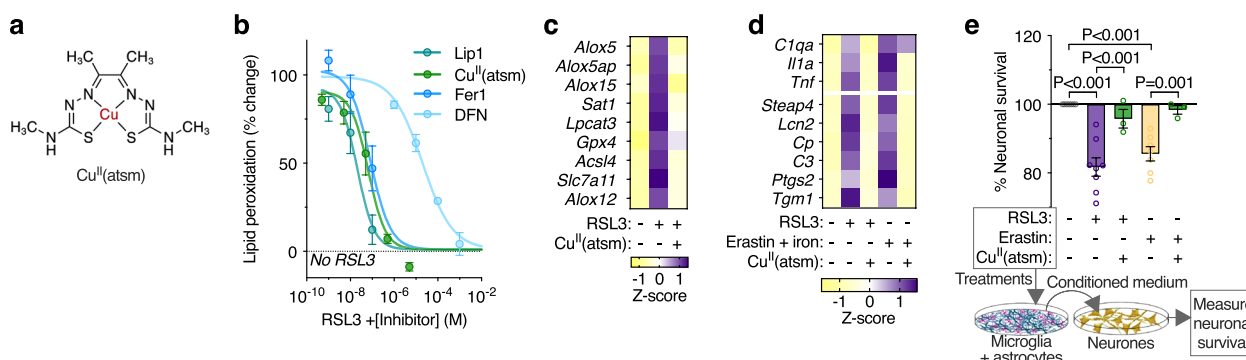 a
H₃C
CH₃
N
N
N
N
Cu
H₃C
NH
S
S
N
H
CH₃
Cuᴵᴵ(atsm)
b
Lip1
Cuᴵᴵ(atsm)
Fer1
DFN
Lipid peroxidation (% change)
100
50
0
No RSL3
10⁻¹⁰ 10⁻⁸ 10⁻⁶ 10⁻⁴ 10⁻²
RSL3 +[Inhibitor] (M)
c
Alox5
Alox5ap
Alox15
Sat1
Lpcat3
Gpx4
Acsl4
Slc7a11
Alox12
RSL3: - + +
Cuᴵᴵ(atsm): - - +
-1 0 1
Z-score
d
C1qa
Il1a
Tnf
Steap4
Lcn2
Cp
C3
Ptgs2
Tgm1
RSL3: - + + - -
Erastin + iron: - - - + +
Cuᴵᴵ(atsm): - - + - +
-1 0 1
Z-score
e
% Neuronal survival
120
100
80
P<0.001
P<0.001
P<0.001
P=0.001
RSL3: - + + - -
Erastin: - - - + +
Cuᴵᴵ(atsm): - - + - +
Treatments
Conditioned medium
Microglia
+ astrocytes
Neurones
Measure
neuronal
survival